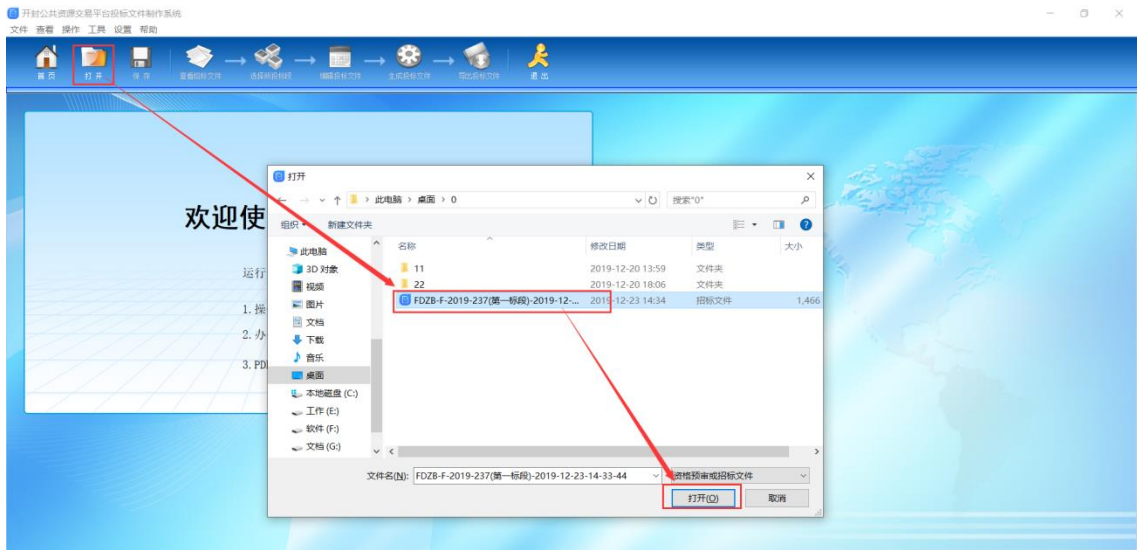 开封公共资源交易平台投标文件制作系统
文件 查看 操作 工具 设置 帮助
首页 打开 保存 查看招标文件 选择所投标段 编辑投标文件 生成投标文件 导出投标文件 退出
打开
此电脑 > 桌面 > 0
搜索"0"
组织 新建文件夹
欢迎使
运行
1. 操
2. 办
3. PD
此电脑
3D 对象
视频
图片
文档
下载
音乐
桌面
本地磁盘 (C:)
工作 (E:)
软件 (F:)
文档 (G:)
名称 修改日期 类型 大小
11 2019-12-20 13:59 文件夹
22 2019-12-20 18:06 文件夹
FDZB-F-2019-237(第一标段)-2019-12-... 2019-12-23 14:34 招标文件 1,466
文件名(N): FDZB-F-2019-237(第一标段)-2019-12-23-14-33-44 资格预审或招标文件
打开(O) 取消